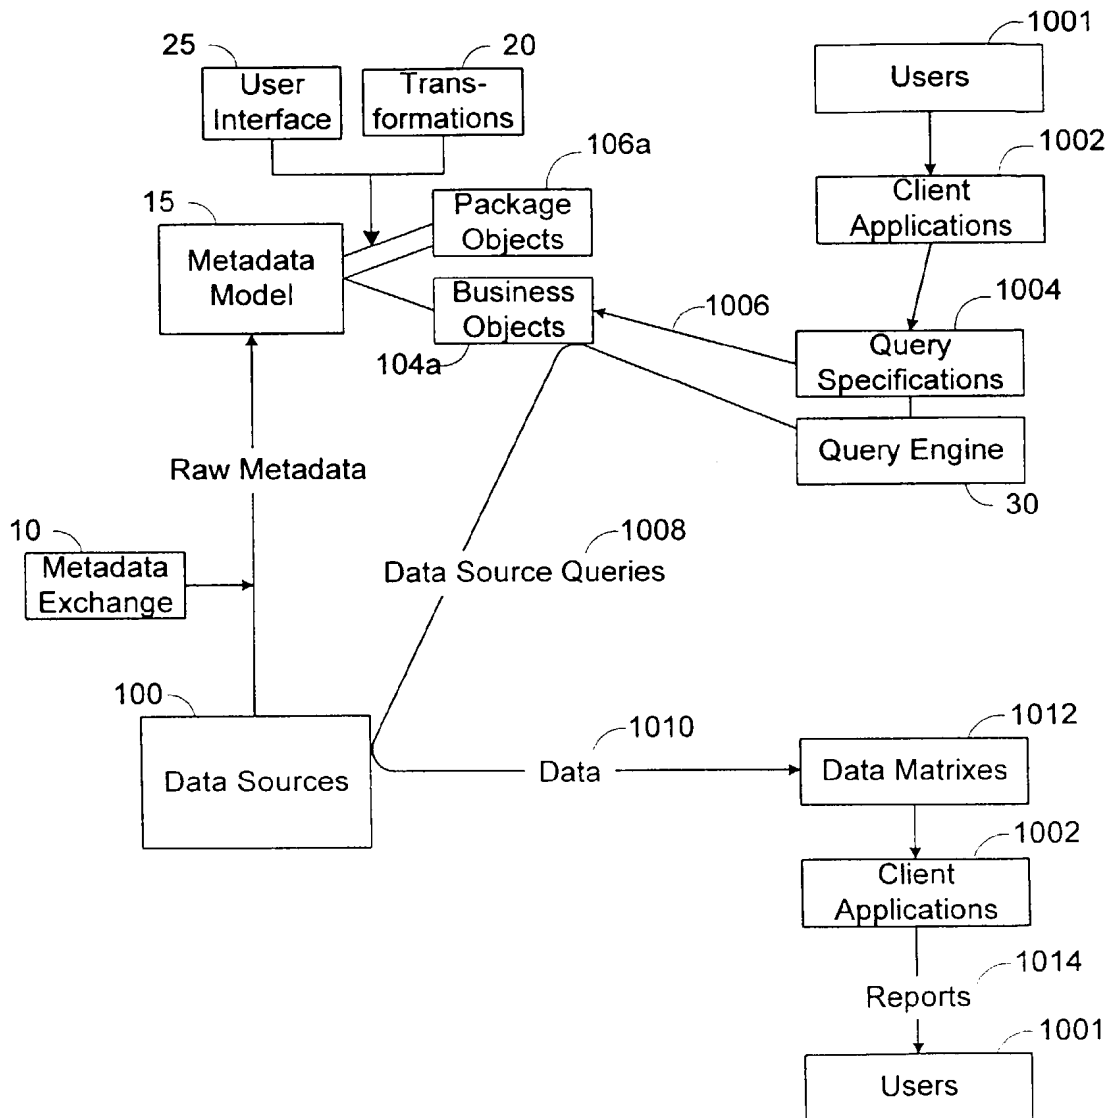 25
20
1001
User
Interface
Trans-
formations
Users
106a
1002
15
Package
Objects
Client
Applications
Metadata
Model
Business
Objects
1006
1004
104a
Query
Specifications
Query Engine
Raw Metadata
30
10
1008
Metadata
Exchange
Data Source Queries
100
1010
1012
Data Sources
Data
Data Matrixes
1002
Client
Applications
1014
Reports
1001
Users